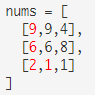 nums = [
  [9,9,4],
  [6,6,8],
  [2,1,1]
]